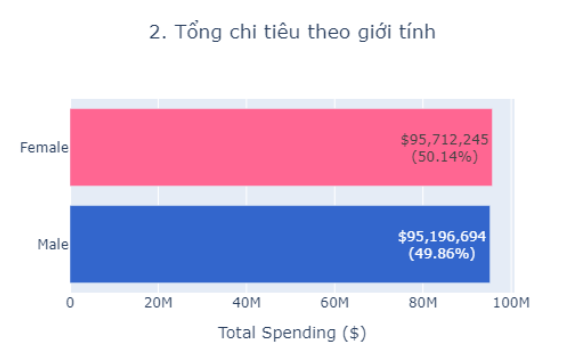 2. Tổng chi tiêu theo giới tính
Female
$95,712,245
(50.14%)
Male
$95,196,694
(49.86%)
0 20M 40M 60M 80M 100M
Total Spending ($)